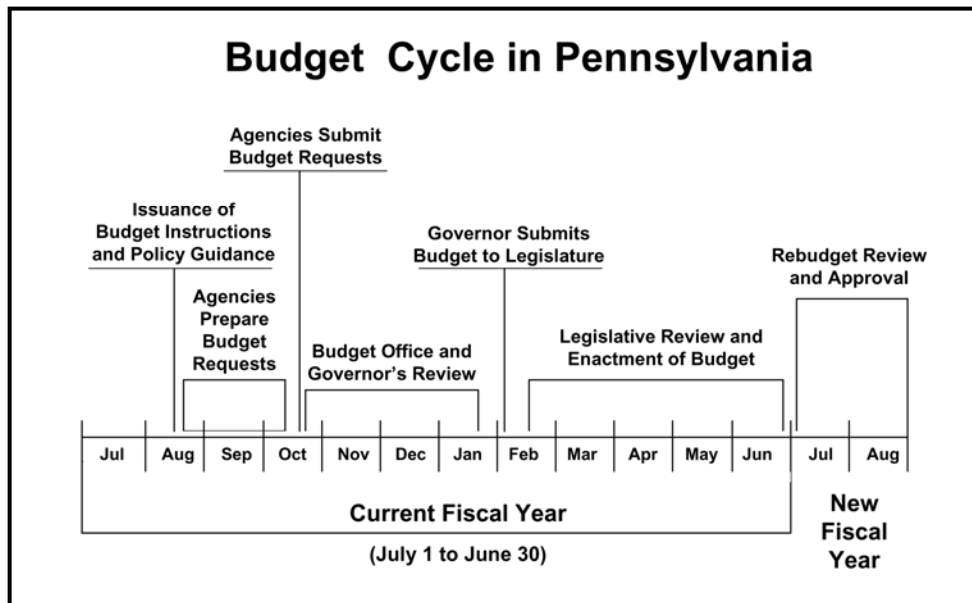 Budget Cycle in Pennsylvania
Agencies Submit
Budget Requests
Issuance of
Budget Instructions
and Policy Guidance
Governor Submits
Budget to Legislature
Rebudget Review
and Approval
Agencies
Prepare
Budget
Requests
Budget Office and
Governor's Review
Legislative Review and
Enactment of Budget
Jul Aug Sep Oct Nov Dec Jan Feb Mar Apr May Jun Jul Aug
Current Fiscal Year
(July 1 to June 30)
New
Fiscal
Year